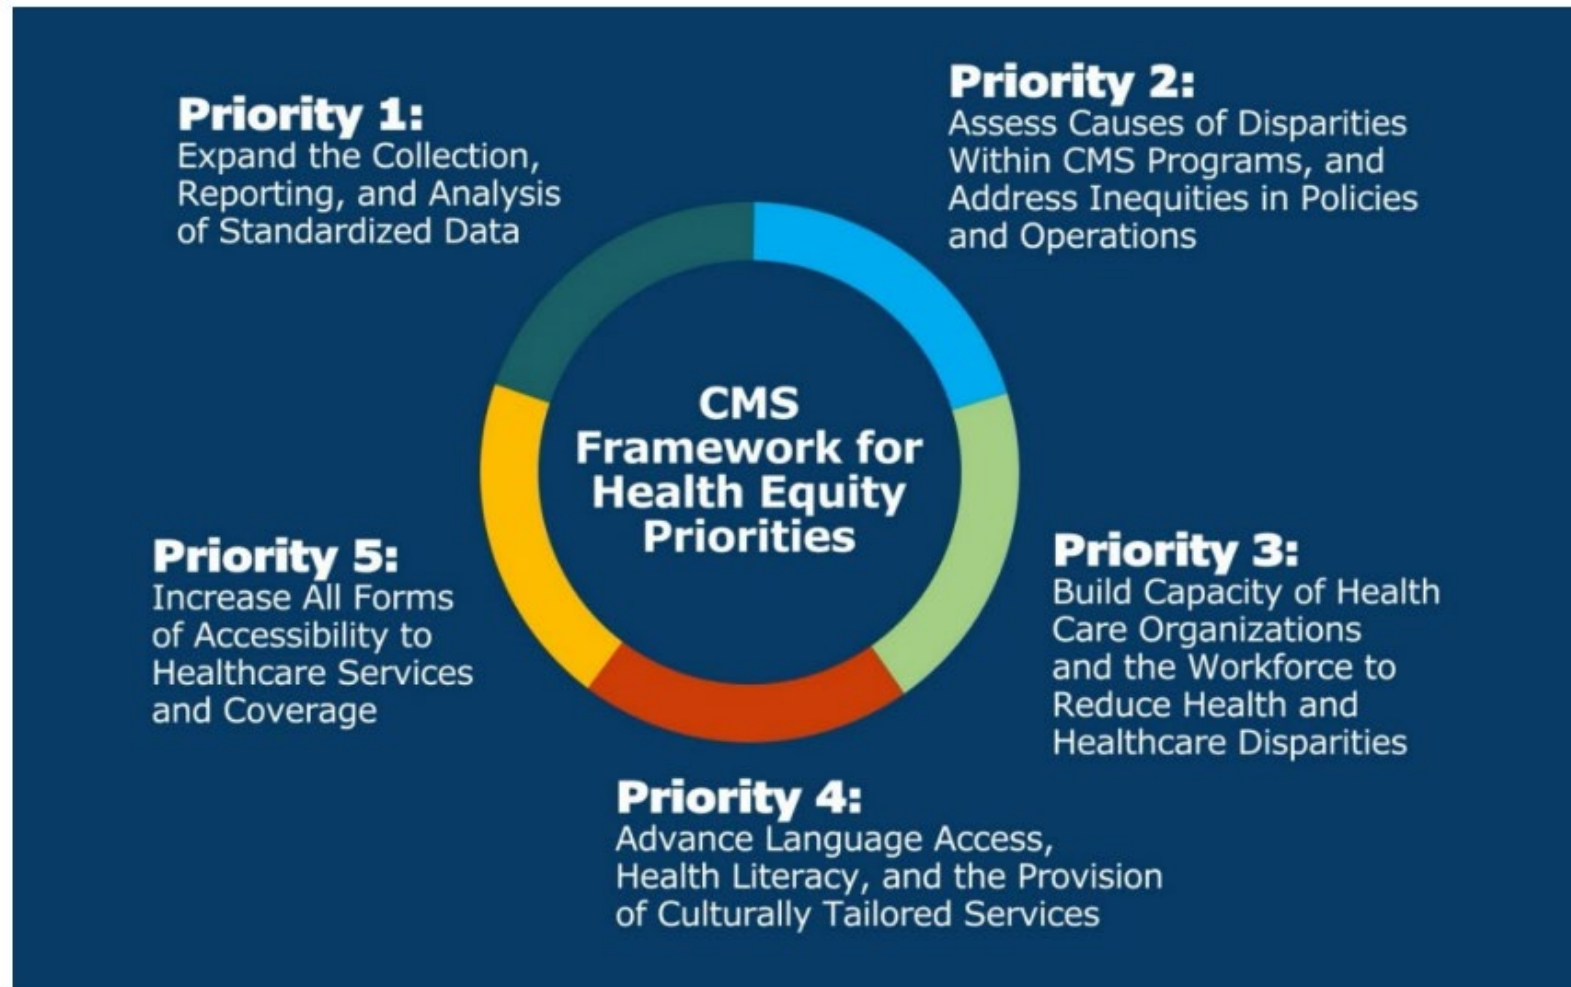 Priority 1:
Expand the Collection,
Reporting, and Analysis
of Standardized Data
Priority 2:
Assess Causes of Disparities
Within CMS Programs, and
Address Inequities in Policies
and Operations
CMS
Framework for
Health Equity
Priorities
Priority 3:
Build Capacity of Health
Care Organizations
and the Workforce to
Reduce Health and
Healthcare Disparities
Priority 4:
Advance Language Access,
Health Literacy, and the Provision
of Culturally Tailored Services
Priority 5:
Increase All Forms
of Accessibility to
Healthcare Services
and Coverage